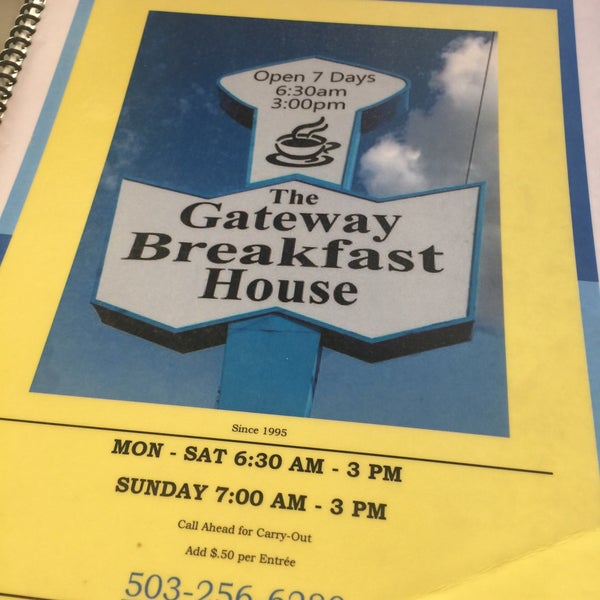 Open 7 Days
6:30am
3:00pm
The
Gateway
Breakfast
House
Since 1995
MON - SAT 6:30 AM - 3 PM
SUNDAY 7:00 AM - 3 PM
Call Ahead for Carry-Out
Add $.50 per Entrée